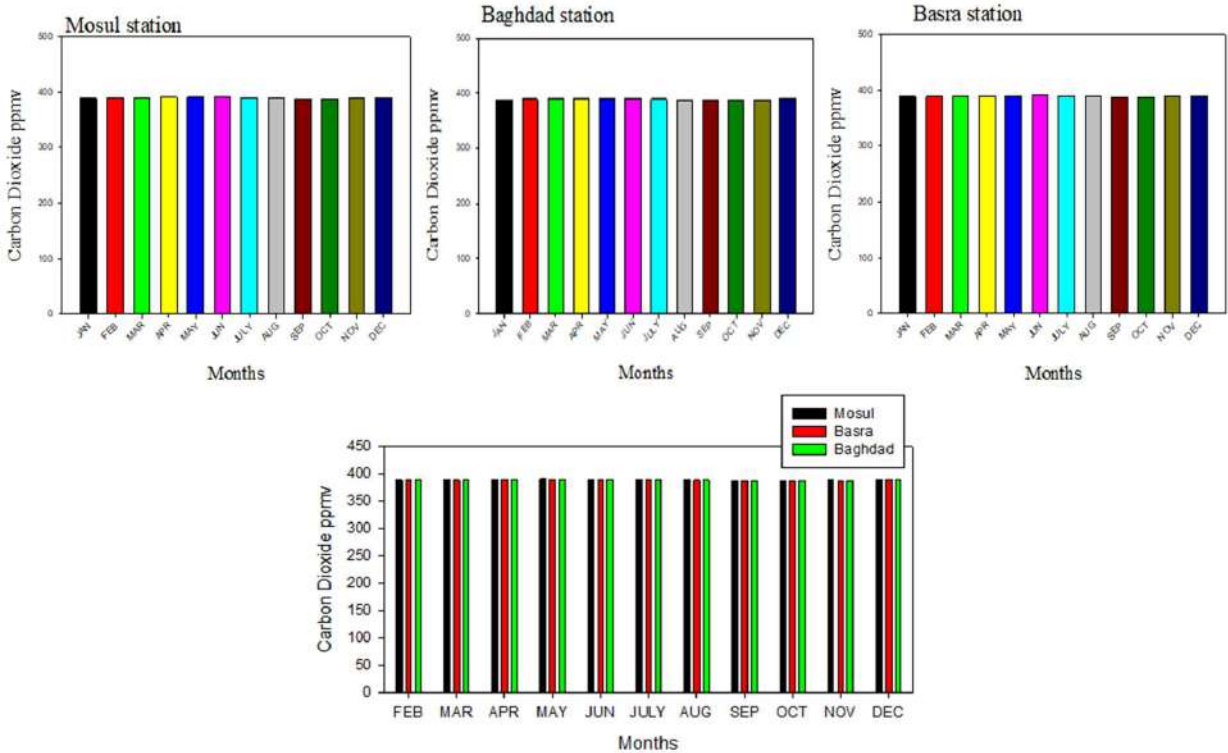 Mosul station
Carbon Dioxide ppmv
500
400
300
200
100
0
JAN FEB MAR APR MAY JUN JULY AUG SEP OCT NOV DEC
Months
Baghdad station
Carbon Dioxide ppmv
500
400
300
200
100
0
JAN FEB MAR APR MAY JUN JULY AUG SEP OCT NOV DEC
Months
Basra station
Carbon Dioxide ppmv
500
400
300
200
100
0
JAN FEB MAR APR MAY JUN JULY AUG SEP OCT NOV DEC
Months
Mosul
Basra
Baghdad
Carbon Dioxide ppmv
450
400
350
300
250
200
150
100
50
0
FEB MAR APR MAY JUN JULY AUG SEP OCT NOV DEC
Months